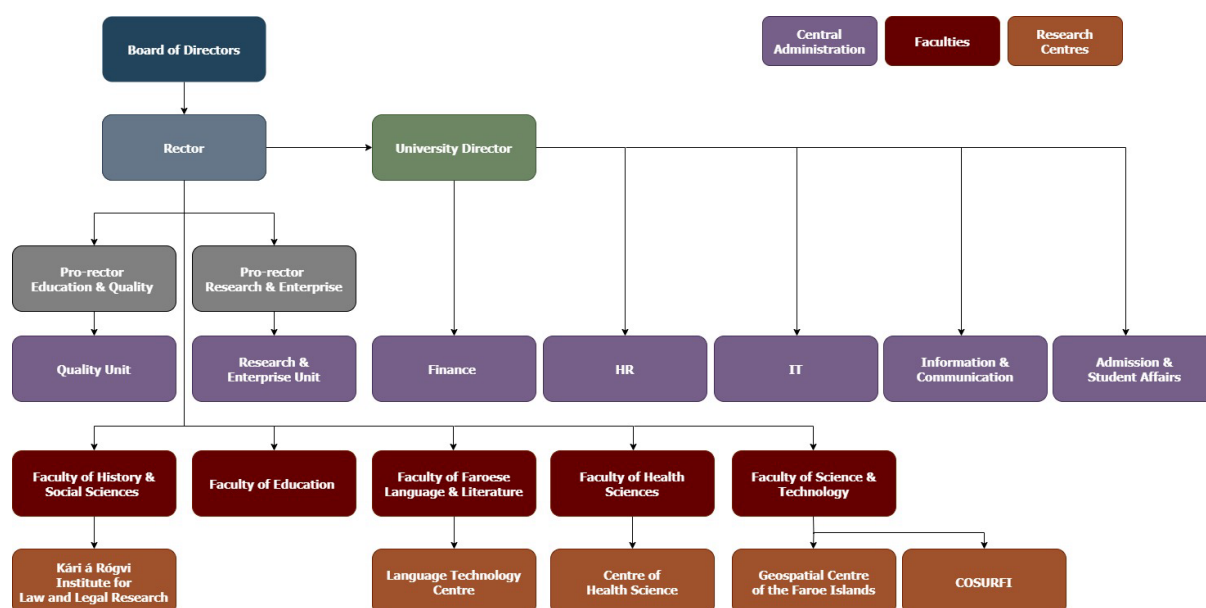 Board of Directors
Central
Administration
Faculties
Research
Centres
Rector
University Director
Pro-rector
Education & Quality
Pro-rector
Research & Enterprise
Quality Unit
Research &
Enterprise Unit
Finance
HR
IT
Information &
Communication
Admission &
Student Affairs
Faculty of History &
Social Sciences
Faculty of Education
Faculty of Faroese
Language & Literature
Faculty of Health
Sciences
Faculty of Science &
Technology
Kári á Rógvi
Institute for
Law and Legal Research
Language Technology
Centre
Centre of
Health Science
Geospatial Centre
of the Faroe Islands
COSURFI